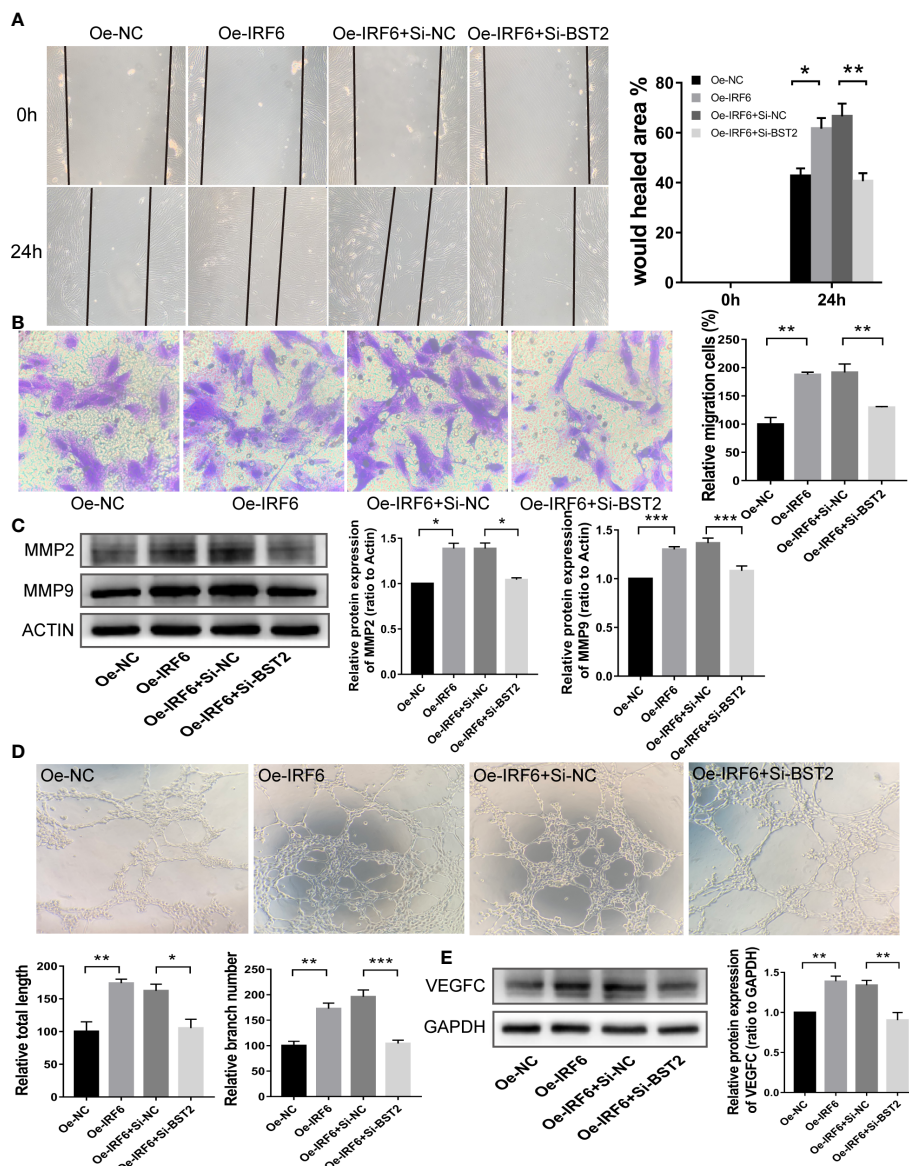 A
Oe-NC
Oe-IRF6
Oe-IRF6+Si-NC
Oe-IRF6+Si-BST2
0h
24h
would healed area %
80
60
40
20
0
Oe-NC
Oe-IRF6
Oe-IRF6+Si-NC
Oe-IRF6+Si-BST2
*
**
0h
24h
B
Oe-NC
Oe-IRF6
Oe-IRF6+Si-NC
Oe-IRF6+Si-BST2
Relative migration cells (%)
250
200
150
100
50
0
**
**
Oe-NC
Oe-IRF6
Oe-IRF6+Si-NC
Oe-IRF6+Si-BST2
C
MMP2
MMP9
ACTIN
Oe-NC
Oe-IRF6
Oe-IRF6+Si-NC
Oe-IRF6+Si-BST2
Relative protein expression
of MMP2 (ratio to Actin)
1.5
1.0
0.5
0.0
*
*
Oe-NC
Oe-IRF6
Oe-IRF6+Si-NC
Oe-IRF6+Si-BST2
Relative protein expression
of MMP9 (ratio to Actin)
1.5
1.0
0.5
0.0
***
***
Oe-NC
Oe-IRF6
Oe-IRF6+Si-NC
Oe-IRF6+Si-BST2
D
Oe-NC
Oe-IRF6
Oe-IRF6+Si-NC
Oe-IRF6+Si-BST2
Relative total length
200
150
100
50
0
**
*
Oe-NC
Oe-IRF6
Oe-IRF6+Si-NC
Oe-IRF6+Si-BST2
Relative branch number
250
200
150
100
50
0
**
***
Oe-NC
Oe-IRF6
Oe-IRF6+Si-NC
Oe-IRF6+Si-BST2
E
VEGFC
GAPDH
Oe-NC
Oe-IRF6
Oe-IRF6+Si-NC
Oe-IRF6+Si-BST2
Relative protein expression
of VEGFC (ratio to GAPDH)
1.5
1.0
0.5
0.0
**
**
Oe-NC
Oe-IRF6
Oe-IRF6+Si-NC
Oe-IRF6+Si-BST2